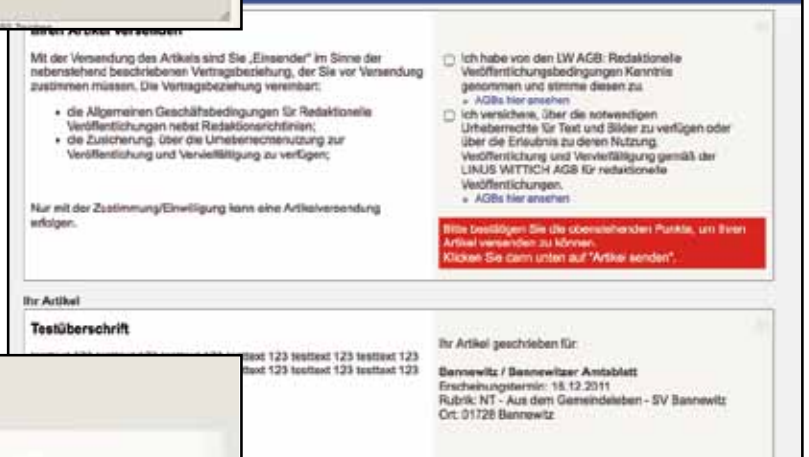 Ihren Artikel versenden
Mit der Versendung des Artikels sind Sie „Einsender" im Sinne der
nebenstehend beschriebenen Vertragsbeziehung, der Sie vor Versendung
zustimmen müssen. Die Vertragsbeziehung vereinbart:
• die Allgemeinen Geschäftsbedingungen für Redaktionelle
Veröffentlichungen nebst Redaktionsrichtlinien;
• die Zusicherung, über die Urheberrechtenutzung zur
Veröffentlichung und Vervielfältigung zu verfügen;
Nur mit der Zustimmung/Einwilligung kann eine Artikelversendung
erfolgen.
Ich habe von den LW AGB: Redaktionelle
Veröffentlichungsbedingungen Kenntnis
genommen und stimme diesen zu.
» AGBs hier ansehen
Ich versichere, über die notwendigen
Urheberrechte für Text und Bilder zu verfügen oder
über die Erlaubnis zu deren Nutzung,
Veröffentlichung und Vervielfältigung gemäß der
LINUS WITTICH AGB für redaktionelle
Veröffentlichungen.
» AGBs hier ansehen
Bitte bestätigen Sie die obenstehenden Punkte, um Ihren
Artikel versenden zu können.
Klicken Sie dann unten auf "Artikel senden".
Ihr Artikel
Testüberschrift
text 123 testtext 123 testtext 123
text 123 testtext 123 testtext 123
Ihr Artikel geschrieben für:
Bannewitz / Bannewitzer Amtsblatt
Erscheinungstermin: 16.12.2011
Rubrik: NT - Aus dem Gemeindeleben - SV Bannewitz
Ort: 01728 Bannewitz